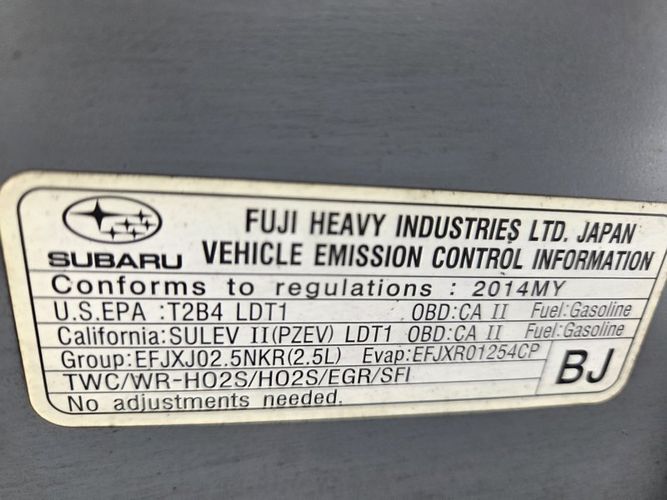 FUJI HEAVY INDUSTRIES LTD. JAPAN
SUBARU VEHICLE EMISSION CONTROL INFORMATION
Conforms to regulations : 2014MY
U.S.EPA :T2B4 LDT1 OBD:CA II Fuel:Gasoline
California:SULEV II(PZEV) LDT1 OBD:CA II Fuel:Gasoline
Group:EFJXJ02.5NKR(2.5L) Evap:EFJXR01254CP
TWC/WR-HO2S/HO2S/EGR/SFI BJ
No adjustments needed.